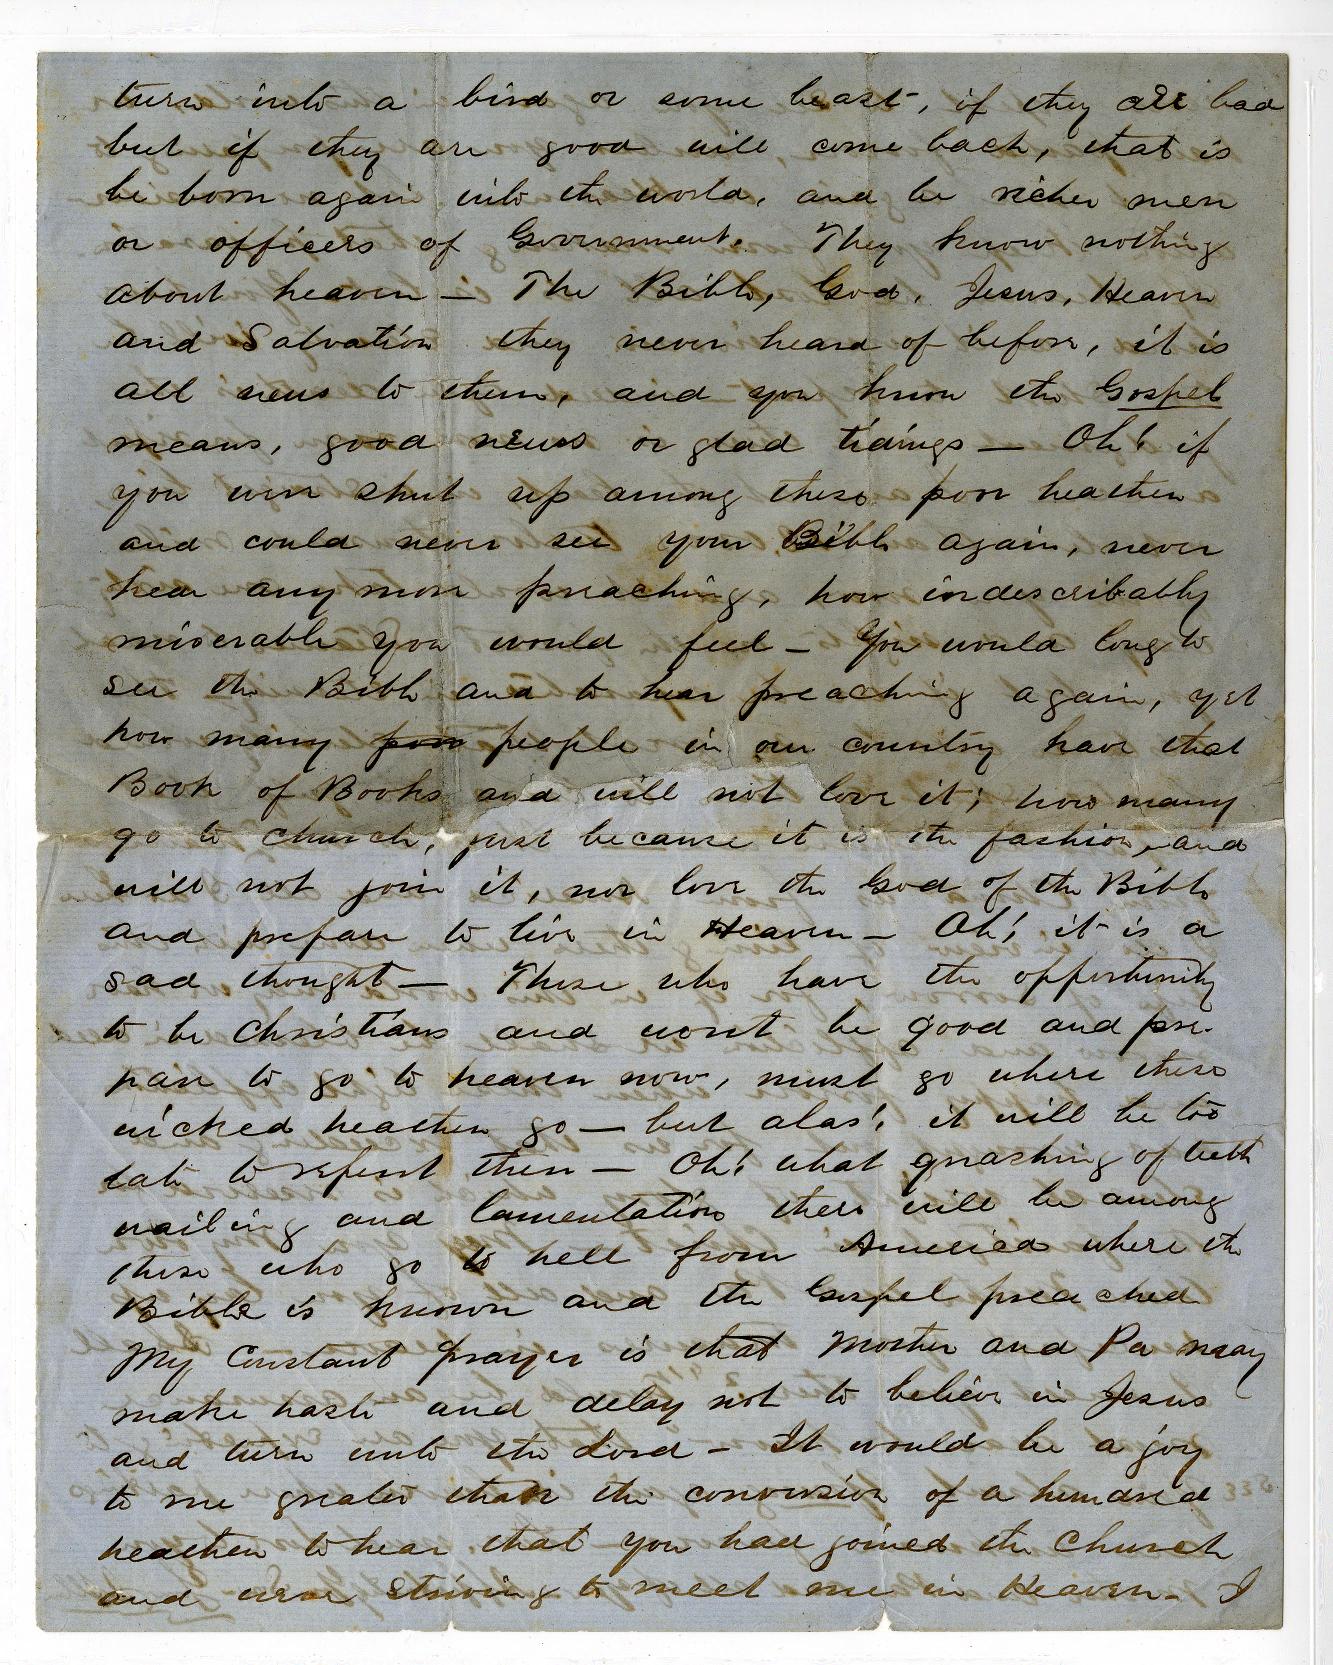 turn into a bird or some beast, if they are bad
but if they are good will come back, that is
be born again into the world, and be richer men
or officers of Government. They know nothing
about heaven — The Bible, God, Jesus, Heaven
and Salvation they never heard of before, it is
all news to them, and you know the Gospel
means, good news or glad tidings — Oh! if
you were shut up among these poor heathen
and could never see your Bible again, never
hear any more preaching, how indescribably
miserable you would feel — You would long to
see the Bible and to hear preaching again, yet
how many poor people in our country have that
Book of Books and will not love it; how many
go to church, just because it is the fashion, and
will not join it, nor love the God of the Bible
and prepare to live in Heaven — Oh! it is a
sad thought — Those who have the opportunity
to be Christians and wont be good and pre-
pare to go to heaven now, must go where these
wicked heathen go — but alas! it will be too
late to repent then — Oh! what gnashing of teeth
wailing and lamentation there will be among
those who go to hell from America where the
Bible is known and the Gospel preached
My Constant prayer is that Mother and Pa may
make haste and delay not to believe in Jesus
and turn unto the Lord — It would be a joy
to me greater than the conversion of a hundred
heathen to hear that you had joined the Church
and were striving to meet me in Heaven — I